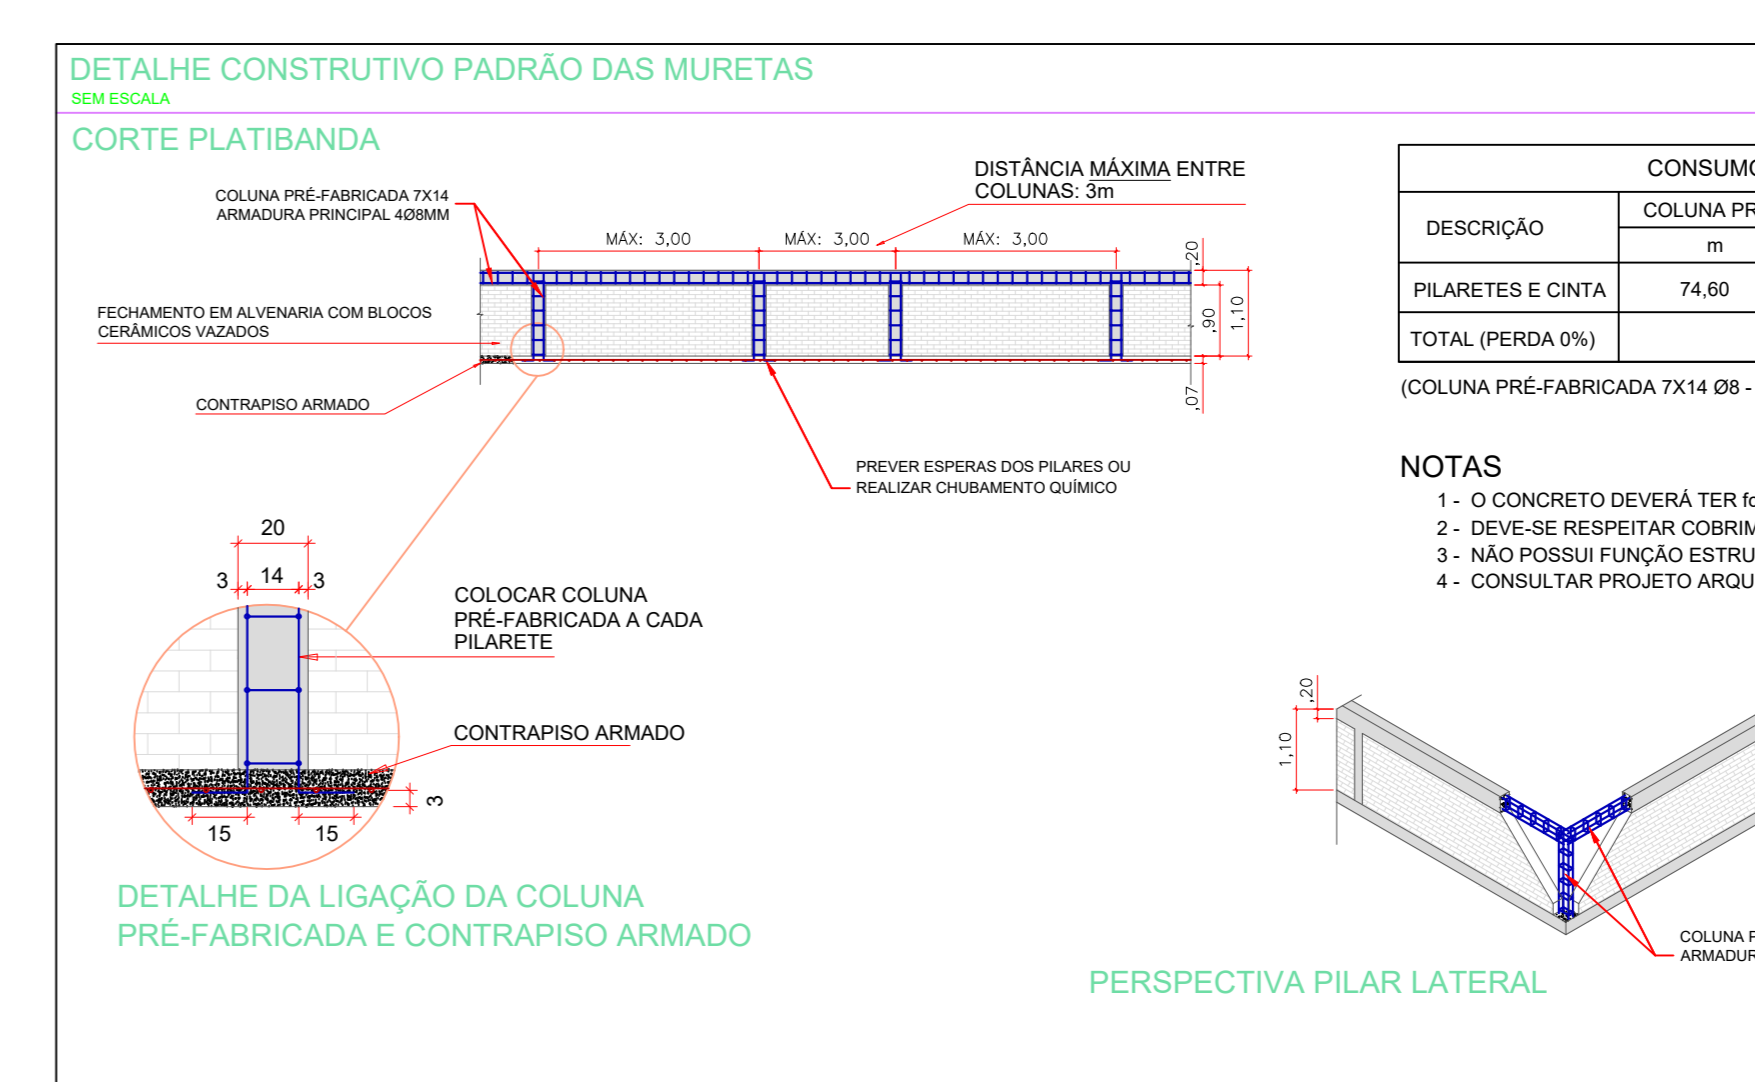 DETALHE CONSTRUTIVO PADRÃO DAS MURETAS
SEM ESCALA
CORTE PLATIBANDA
COLUNA PRÉ-FABRICADA 7X14
ARMADURA PRINCIPAL 4Ø8MM
DISTÂNCIA MÁXIMA ENTRE
COLUNAS: 3m
MÁX: 3,00
MÁX: 3,00
MÁX: 3,00
,20
,90
1,10
,07
FECHAMENTO EM ALVENARIA COM BLOCOS
CERÂMICOS VAZADOS
CONTRAPISO ARMADO
PREVER ESPERAS DOS PILARES OU
REALIZAR CHUBAMENTO QUÍMICO
20
3 14 3
COLOCAR COLUNA
PRÉ-FABRICADA A CADA
PILARETE
CONTRAPISO ARMADO
3
15 15
DETALHE DA LIGAÇÃO DA COLUNA
PRÉ-FABRICADA E CONTRAPISO ARMADO
CONSUMO
DESCRIÇÃO
COLUNA PR
m
PILARETES E CINTA 74,60
TOTAL (PERDA 0%)
(COLUNA PRÉ-FABRICADA 7X14 Ø8 -
NOTAS
1 - O CONCRETO DEVERÁ TER
2 - DEVE-SE RESPEITAR COBRIM
3 - NÃO POSSUI FUNÇÃO ESTRU
4 - CONSULTAR PROJETO ARQU
,20
1,10
COLUNA P
ARMADUR
PERSPECTIVA PILAR LATERAL